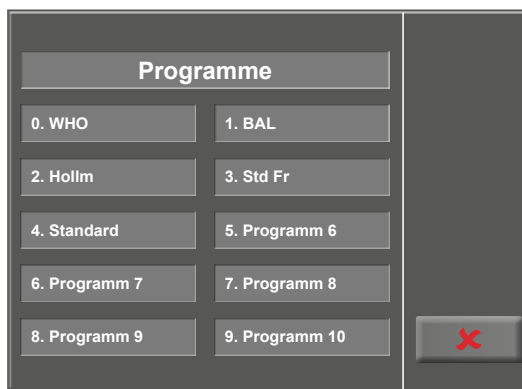 Programme
0. WHO
1. BAL
2. Hollm
3. Std Fr
4. Standard
5. Programm 6
6. Programm 7
7. Programm 8
8. Programm 9
9. Programm 10